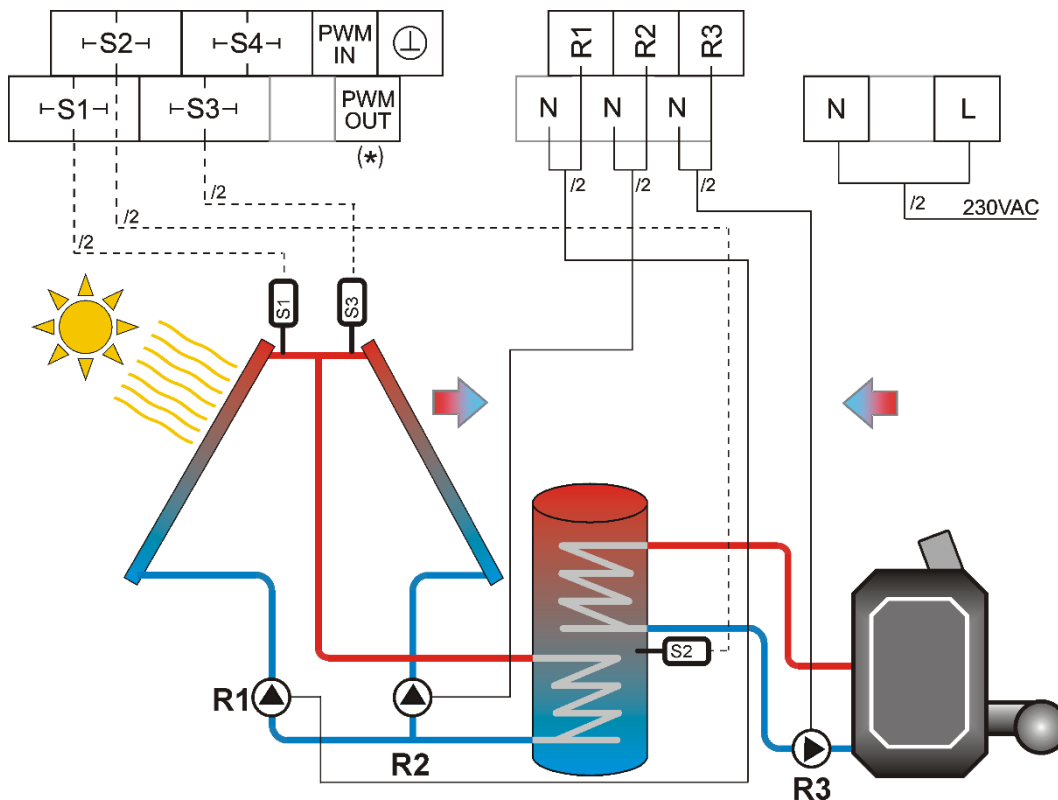 S2 S4 PWM IN
R1 R2 R3
S1 S3 PWM OUT
N N N
N L
(*)
/2 /2 /2 /2 /2 /2
/2
230VAC
/2
S1 S3
S2
R1
R2
R3